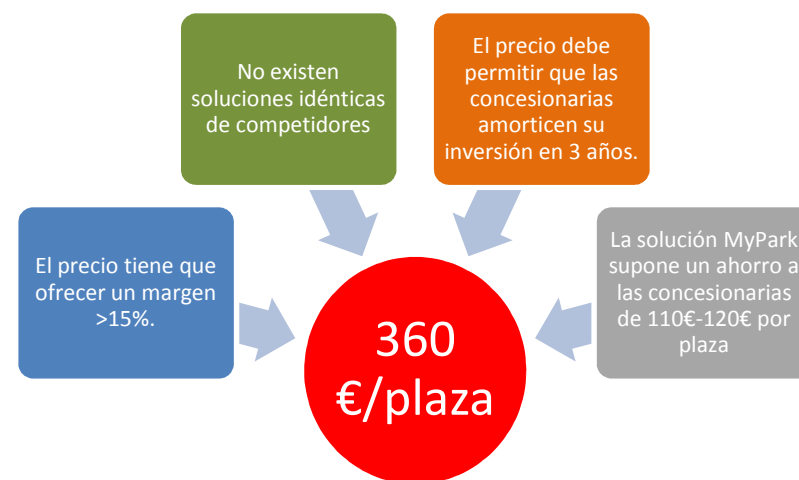 No existen
soluciones idénticas
de competidores
El precio debe
permitir que las
concesionarias
amorticen su
inversión en 3 años.
El precio tiene que
ofrecer un margen
>15%.
La solución MyPark
supone un ahorro a
las concesionarias
de 110€-120€ por
plaza
360
€/plaza